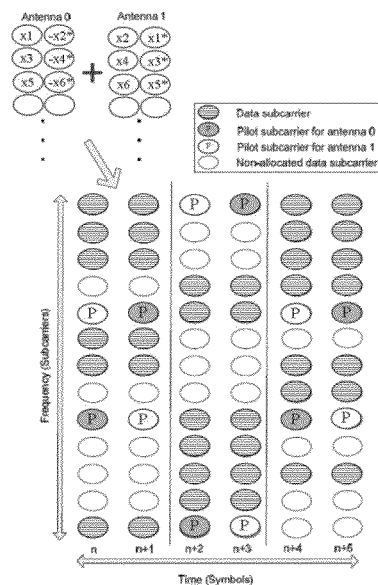 Antenna 0
Antenna 1
x1 -x2* x2 x1*
x3 -x4* + x4 x3*
x5 -x6* x6 x5*
Data subcarrier
P Pilot subcarrier for antenna 0
P Pilot subcarrier for antenna 1
Non-allocated data subcarrier
P P
P P P P
P P P P
P P
Frequency (Subcarriers)
n n+1 n+2 n+3 n+4 n+5
Time (Symbols)